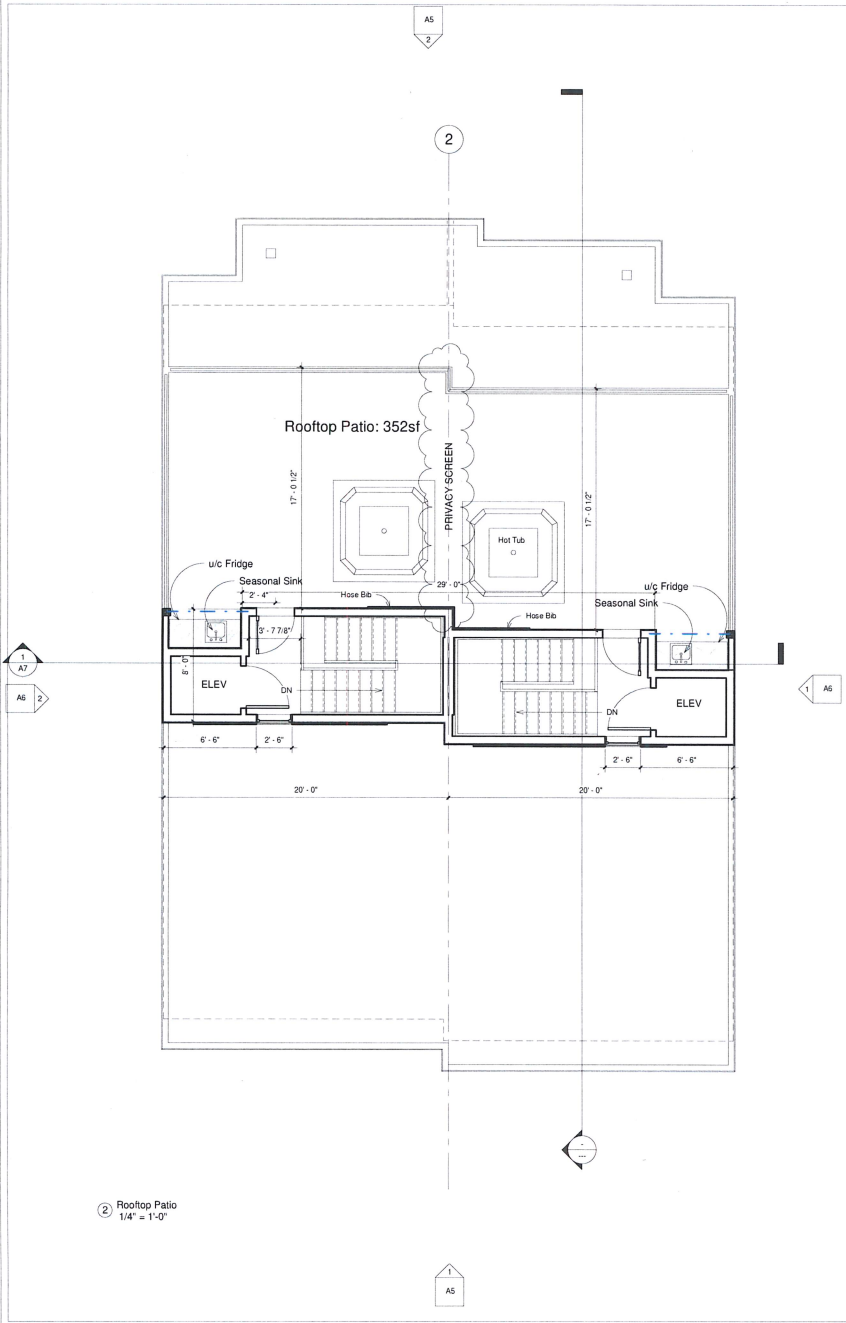 A5
2
2
Rooftop Patio: 352sf
17' - 0 1/2"
PRIVACY SCREEN
17' - 0 1/2"
Hot Tub
u/c Fridge
Seasonal Sink
2' - 4"
Hose Bib
29' - 0"
u/c Fridge
Seasonal Sink
Hose Bib
3' - 7 7/8"
8' - 0"
1
A7
A6
2
1
A6
ELEV
DN
ELEV
DN
6' - 6"
2' - 6"
2' - 6"
6' - 6"
20' - 0"
20' - 0"
-
---
2
Rooftop Patio
1/4" = 1'-0"
1
A5